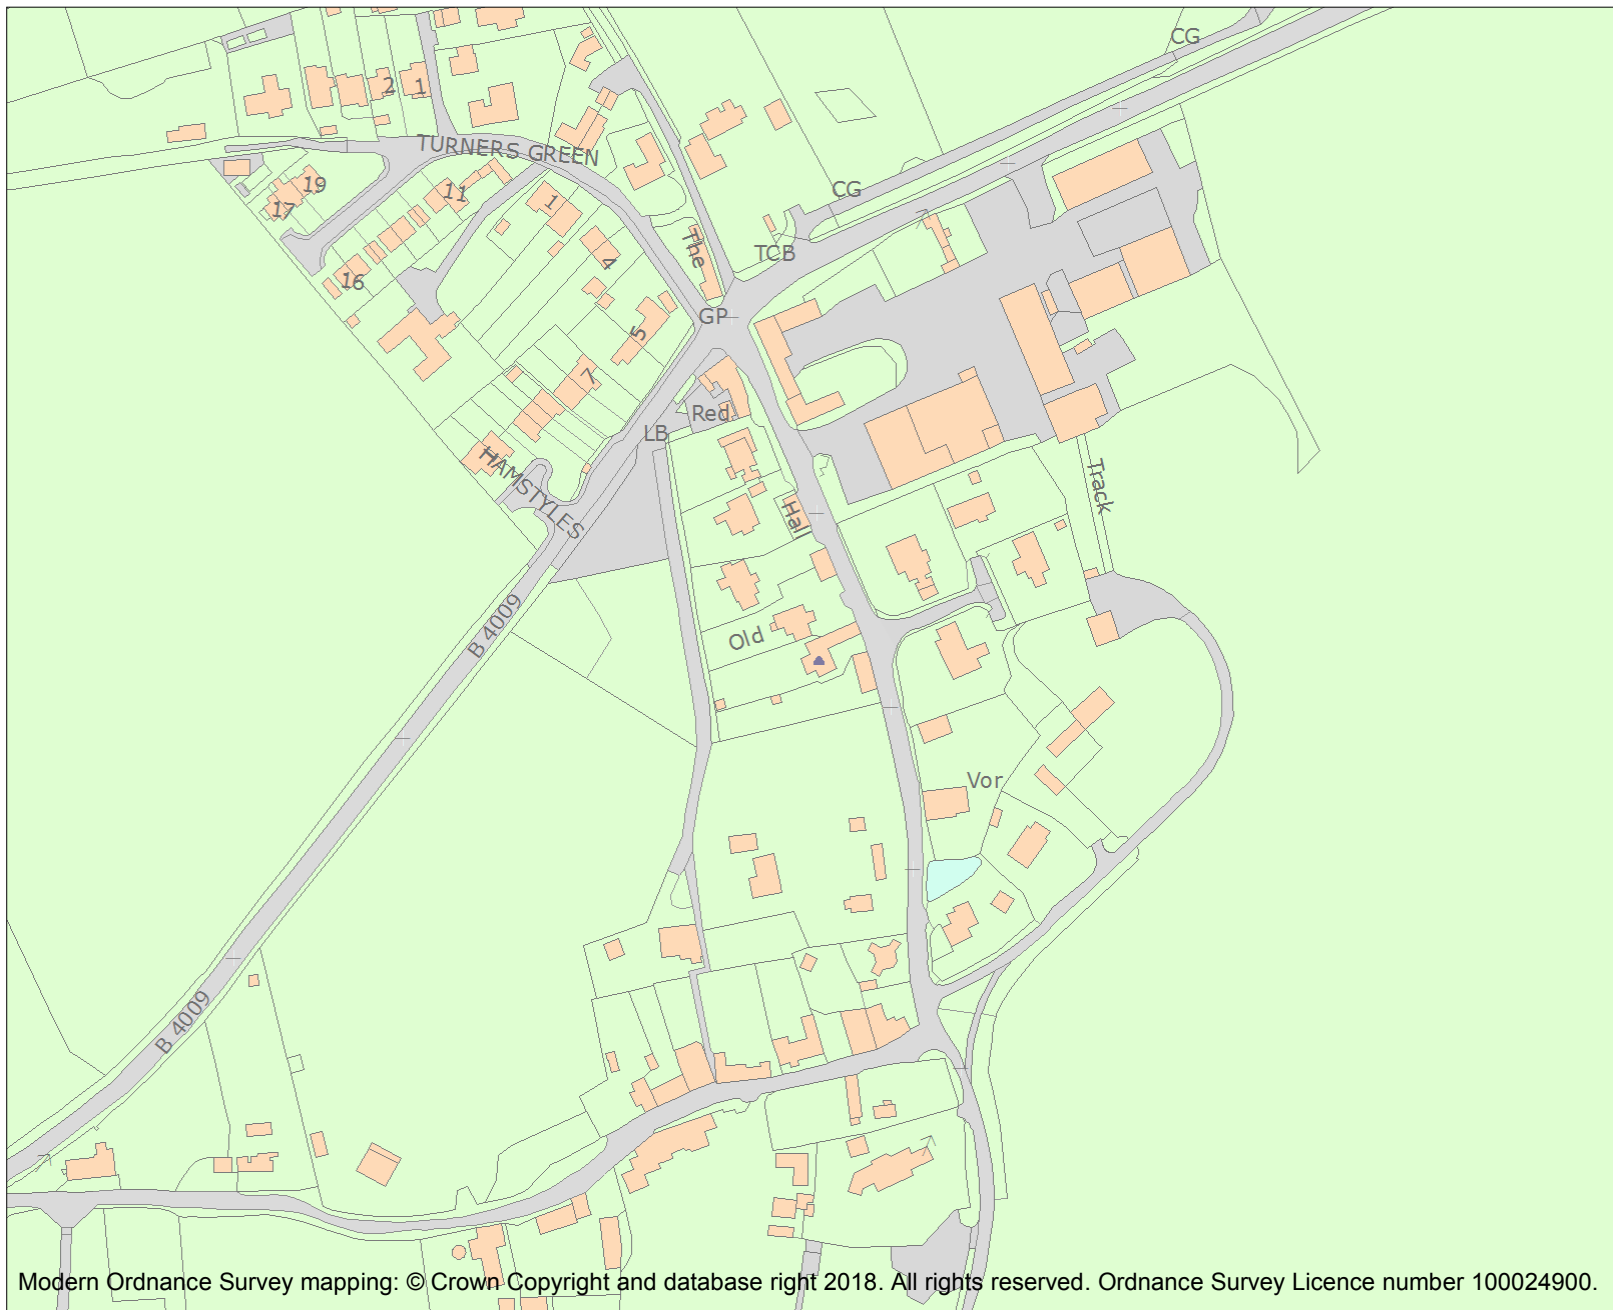 CG
2
1
TURNERS GREEN
19
11
CG
17
1
The
TCB
4
16
GP
5
7
Red
LB
HAMSTYLES
Track
Hall
B 4009
Old
Vor
B 4009
Modern Ordnance Survey mapping: © Crown Copyright and database right 2018. All rights reserved. Ordnance Survey Licence number 100024900.